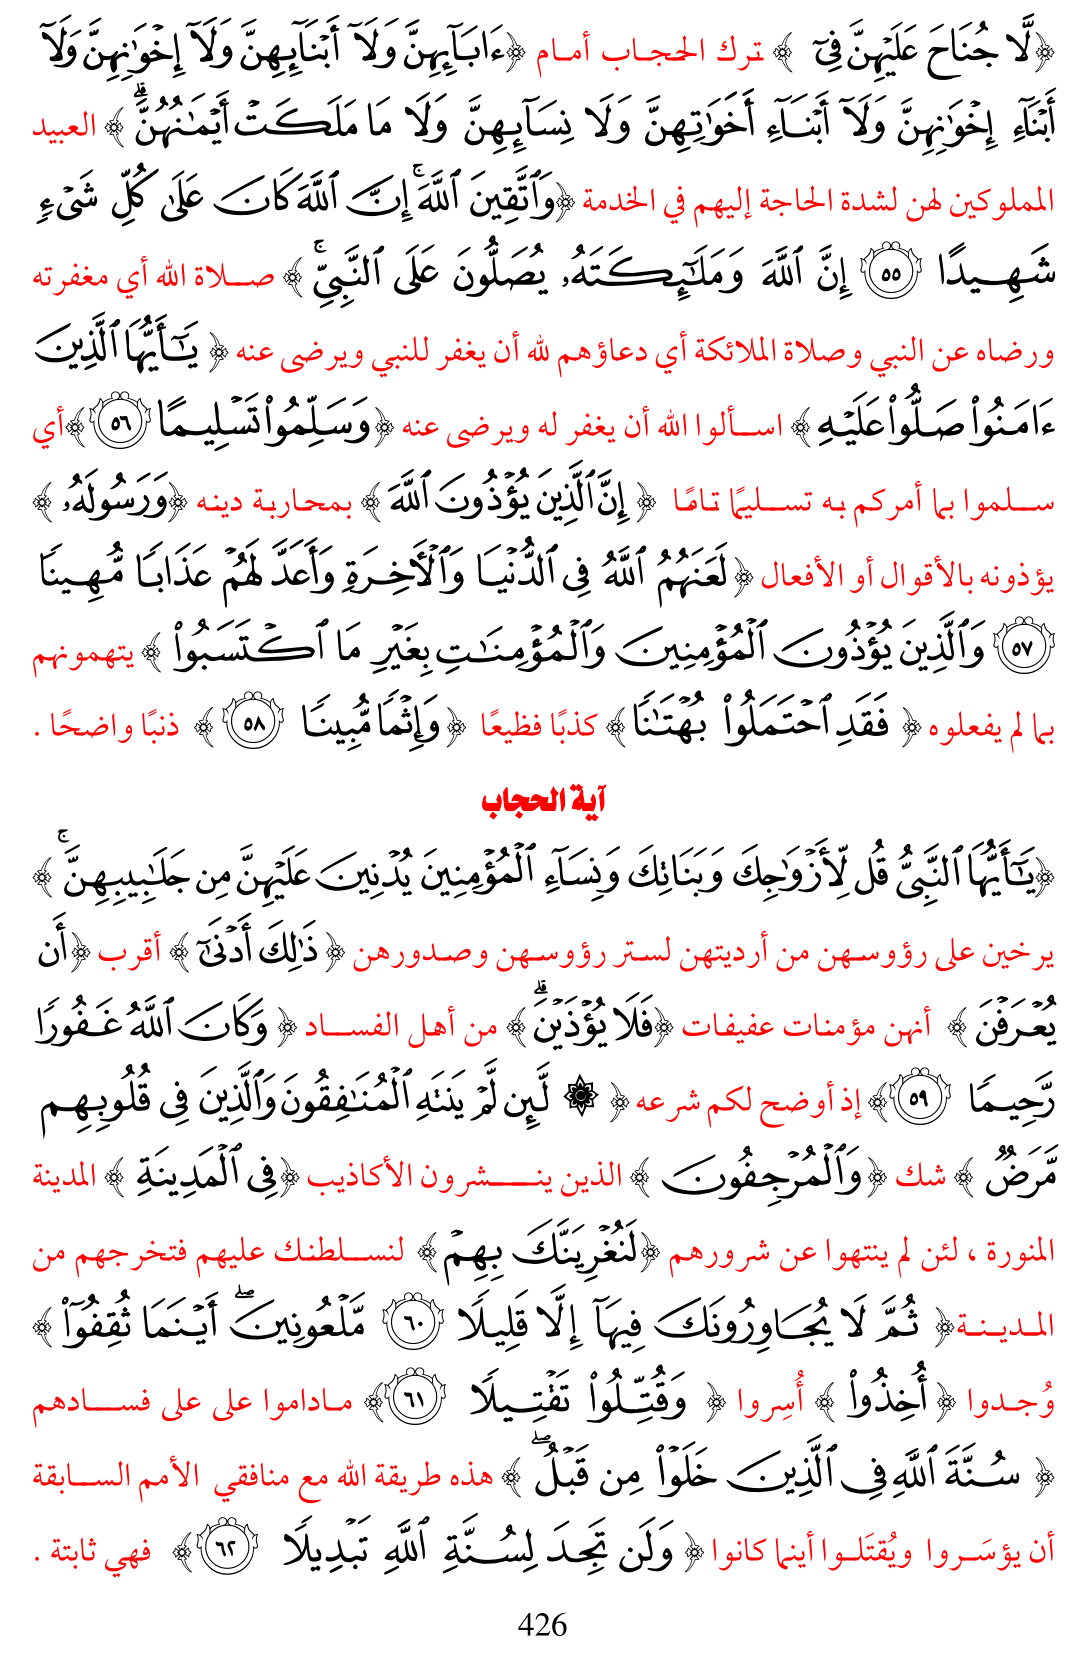 ﴿لَّا جُنَاحَ عَلَيْهِنَّ فِىٓ ﴾ ترك الحجاب أمام ﴿ءَابَآئِهِنَّ وَلَآ أَبْنَآئِهِنَّ وَلَآ إِخْوَٰنِهِنَّ وَلَآ
أَبْنَآءِ إِخْوَٰنِهِنَّ وَلَآ أَبْنَآءِ أَخَوَٰتِهِنَّ وَلَا نِسَآئِهِنَّ وَلَا مَا مَلَكَتْ أَيْمَٰنُهُنَّ ۗ﴾ العبيد
المملوكين لهن لشدة الحاجة إليهم في الخدمة ﴿وَٱتَّقِينَ ٱللَّهَ ۚ إِنَّ ٱللَّهَ كَانَ عَلَىٰ كُلِّ شَىْءٍ
شَهِيدًا ٥٥ إِنَّ ٱللَّهَ وَمَلَٰٓئِكَتَهُۥ يُصَلُّونَ عَلَى ٱلنَّبِىِّ ۚ ﴾ صلاة الله أي مغفرته
ورضاه عن النبي وصلاة الملائكة أي دعاؤهم لله أن يغفر للنبي ويرضى عنه ﴿ يَٰٓأَيُّهَا ٱلَّذِينَ
ءَامَنُوا۟ صَلُّوا۟ عَلَيْهِ ﴾ اسألوا الله أن يغفر له ويرضى عنه ﴿وَسَلِّمُوا۟ تَسْلِيمًا ٥٦ ﴾أي
سلموا بما أمركم به تسليمًا تامًا ﴿ إِنَّ ٱلَّذِينَ يُؤْذُونَ ٱللَّهَ ﴾ بمحاربة دينه ﴿وَرَسُولَهُۥ ﴾
يؤذونه بالأقوال أو الأفعال ﴿ لَعَنَهُمُ ٱللَّهُ فِى ٱلدُّنْيَا وَٱلْأَخِرَةِ وَأَعَدَّ لَهُمْ عَذَابًا مُّهِينًا
٥٧ وَٱلَّذِينَ يُؤْذُونَ ٱلْمُؤْمِنِينَ وَٱلْمُؤْمِنَٰتِ بِغَيْرِ مَا ٱكْتَسَبُوا۟ ﴾ يتهمونهم
بما لم يفعلوه ﴿ فَقَدِ ٱحْتَمَلُوا۟ بُهْتَٰنًا﴾ كذبًا فظيعًا ﴿وَإِثْمًا مُّبِينًا ٥٨ ﴾ ذنبًا واضحًا .
آية الحجاب
﴿يَٰٓأَيُّهَا ٱلنَّبِىُّ قُل لِّأَزْوَٰجِكَ وَبَنَاتِكَ وَنِسَآءِ ٱلْمُؤْمِنِينَ يُدْنِينَ عَلَيْهِنَّ مِن جَلَٰبِيبِهِنَّ ۚ ﴾
يرخين على رؤوسهن من أرديتهن لستر رؤوسهن وصدورهن ﴿ ذَٰلِكَ أَدْنَىٰٓ ﴾ أقرب ﴿أَن
يُعْرَفْنَ ﴾ أنهن مؤمنات عفيفات ﴿فَلَا يُؤْذَيْنَ ۗ﴾ من أهل الفساد ﴿ وَكَانَ ٱللَّهُ غَفُورًا
رَّحِيمًا ٥٩ ﴾ إذ أوضح لكم شرعه ﴿ ۞ لَّئِن لَّمْ يَنتَهِ ٱلْمُنَٰفِقُونَ وَٱلَّذِينَ فِى قُلُوبِهِم
مَّرَضٌ ﴾ شك ﴿وَٱلْمُرْجِفُونَ ﴾ الذين ينشرون الأكاذيب ﴿فِى ٱلْمَدِينَةِ ﴾ المدينة
المنورة ، لئن لم ينتهوا عن شرورهم ﴿لَنُغْرِيَنَّكَ بِهِمْ ﴾ لنسلطنك عليهم فتخرجهم من
المدينة﴿ ثُمَّ لَا يُجَاوِرُونَكَ فِيهَآ إِلَّا قَلِيلًا ٦٠ مَّلْعُونِينَ ۖ أَيْنَمَا ثُقِفُوٓا۟ ﴾
وُجدوا ﴿ أُخِذُوا۟ ﴾ أُسِروا ﴿ وَقُتِّلُوا۟ تَقْتِيلًا ٦١ ﴾ ماداموا على على فسادهم
﴿ سُنَّةَ ٱللَّهِ فِى ٱلَّذِينَ خَلَوْا۟ مِن قَبْلُ ۖ ﴾ هذه طريقة الله مع منافقي الأمم السابقة
أن يؤسَروا ويُقتَلوا أينما كانوا ﴿ وَلَن تَجِدَ لِسُنَّةِ ٱللَّهِ تَبْدِيلًا ٦٢ ﴾ فهي ثابتة .
426